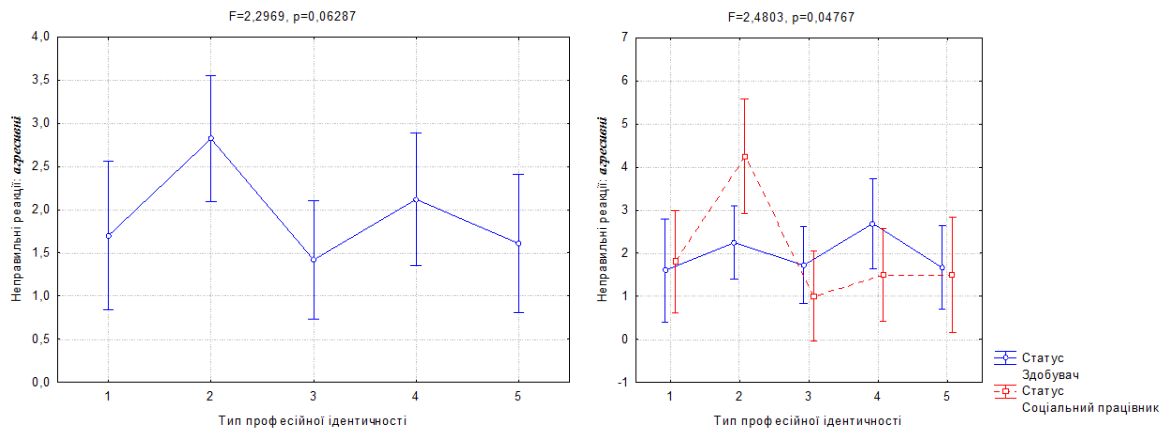 F=2,2969, p=0,06287
Неправильні реакції: агресивні
4,0
3,5
3,0
2,5
2,0
1,5
1,0
0,5
0,0
1 2 3 4 5
Тип професійної ідентичності
F=2,4803, p=0,04767
Неправильні реакції: агресивні
7
6
5
4
3
2
1
0
-1
1 2 3 4 5
Тип професійної ідентичності
Статус
Здобувач
Статус
Соціальний працівник